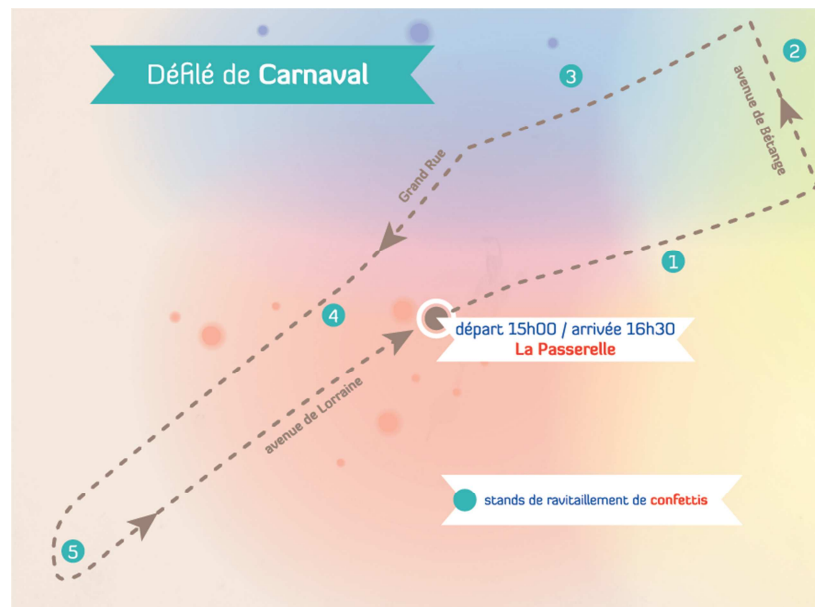 Défilé de Carnaval
2
3
avenue de Bétange
Grand Rue
1
4
départ 15h00 / arrivée 16h30
La Passerelle
avenue de Lorraine
stands de ravitaillement de confettis
5